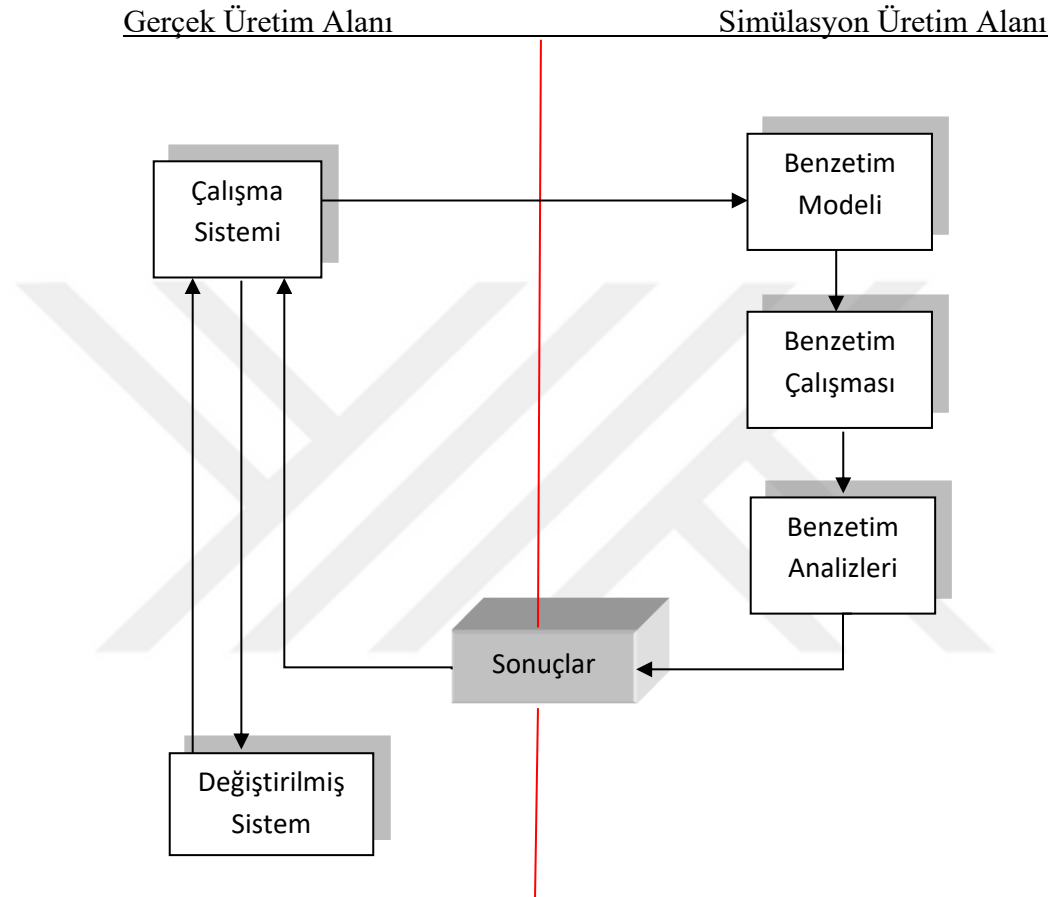 Gerçek Üretim Alanı
Simülasyon Üretim Alanı
Çalışma
Sistemi
Benzetim
Modeli
Benzetim
Çalışması
Benzetim
Analizleri
Sonuçlar
Değiştirilmiş
Sistem